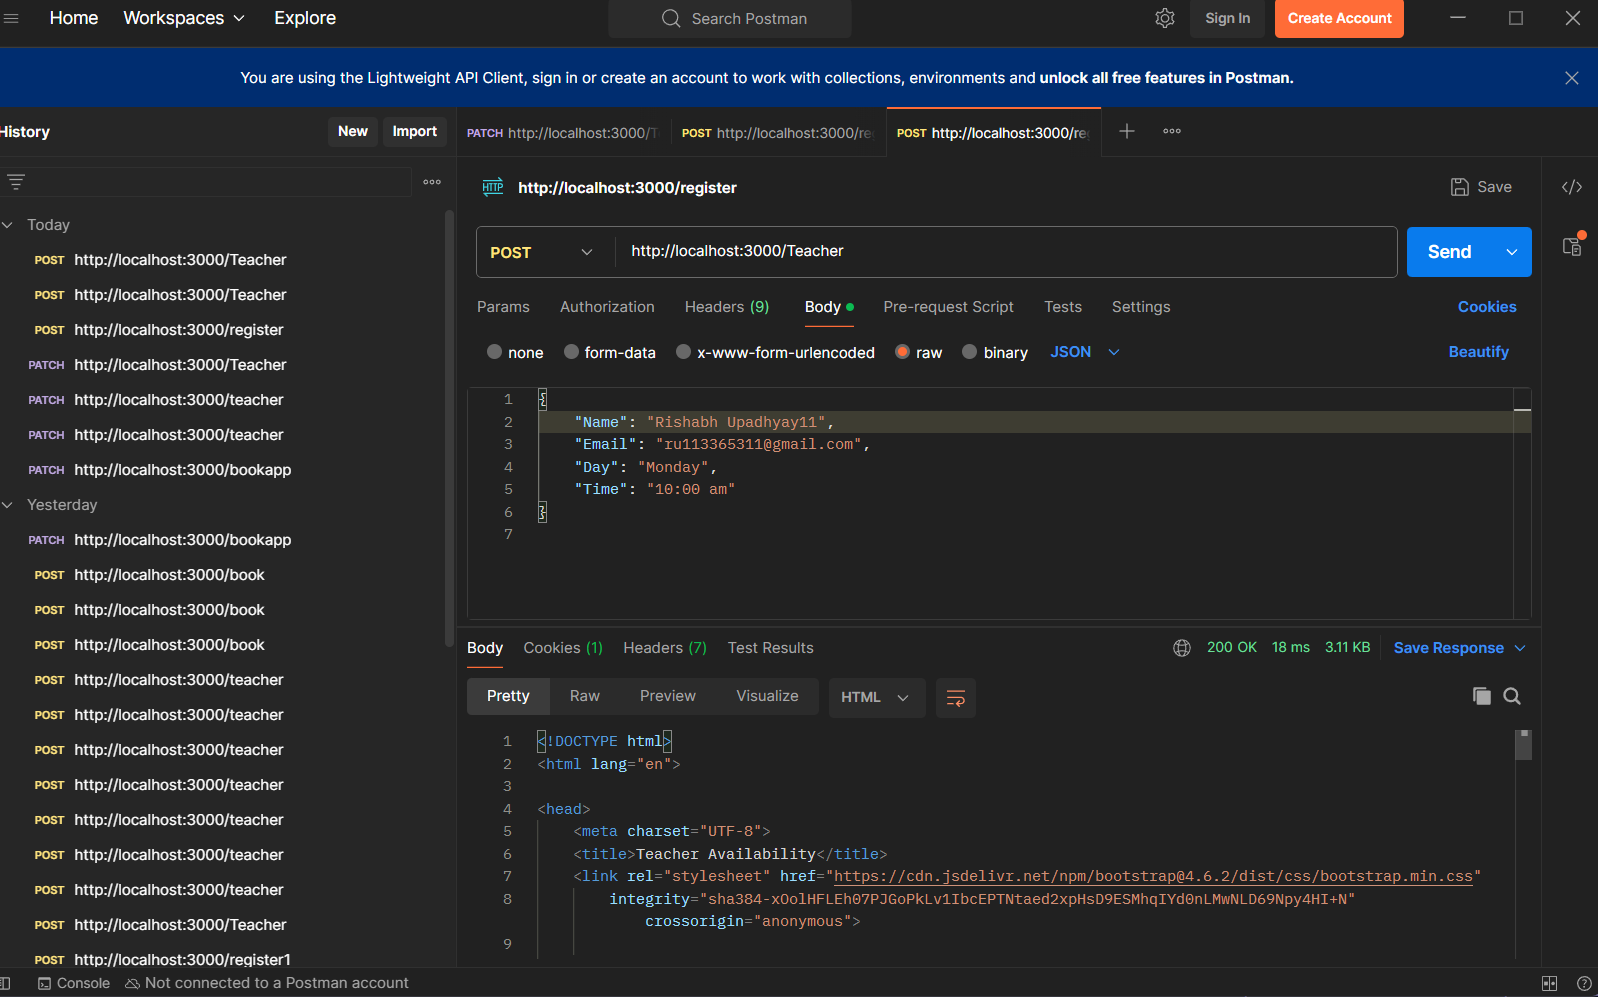 Home Workspaces Explore Search Postman Sign In Create Account
You are using the Lightweight API Client, sign in or create an account to work with collections, environments and unlock all free features in Postman.
History New Import
Today
POST http://localhost:3000/Teacher
POST http://localhost:3000/Teacher
POST http://localhost:3000/register
PATCH http://localhost:3000/Teacher
PATCH http://localhost:3000/teacher
PATCH http://localhost:3000/teacher
PATCH http://localhost:3000/bookapp
Yesterday
PATCH http://localhost:3000/bookapp
POST http://localhost:3000/book
POST http://localhost:3000/book
POST http://localhost:3000/book
POST http://localhost:3000/teacher
POST http://localhost:3000/teacher
POST http://localhost:3000/teacher
POST http://localhost:3000/teacher
POST http://localhost:3000/teacher
POST http://localhost:3000/teacher
POST http://localhost:3000/teacher
POST http://localhost:3000/Teacher
POST http://localhost:3000/register1
PATCH http://localhost:3000/T POST http://localhost:3000/re POST http://localhost:3000/re
HTTP http://localhost:3000/register Save
POST http://localhost:3000/Teacher Send
Params Authorization Headers (9) Body Pre-request Script Tests Settings Cookies
none form-data x-www-form-urlencoded raw binary JSON Beautify
1 {
2 "Name": "Rishabh Upadhyay11",
3 "Email": "ru113365311@gmail.com",
4 "Day": "Monday",
5 "Time": "10:00 am"
6 }
7
Body Cookies (1) Headers (7) Test Results 200 OK 18 ms 3.11 KB Save Response
Pretty Raw Preview Visualize HTML
1 <!DOCTYPE html>
2 <html lang="en">
3
4 <head>
5 <meta charset="UTF-8">
6 <title>Teacher Availability</title>
7 <link rel="stylesheet" href="https://cdn.jsdelivr.net/npm/bootstrap@4.6.2/dist/css/bootstrap.min.css"
8 integrity="sha384-xOolHFLEh07PJGoPkLv1IbcEPTNtaed2xpHsD9ESMhqIYd0nLMwNLD69Npy4HI+N"
crossorigin="anonymous">
9
Console Not connected to a Postman account